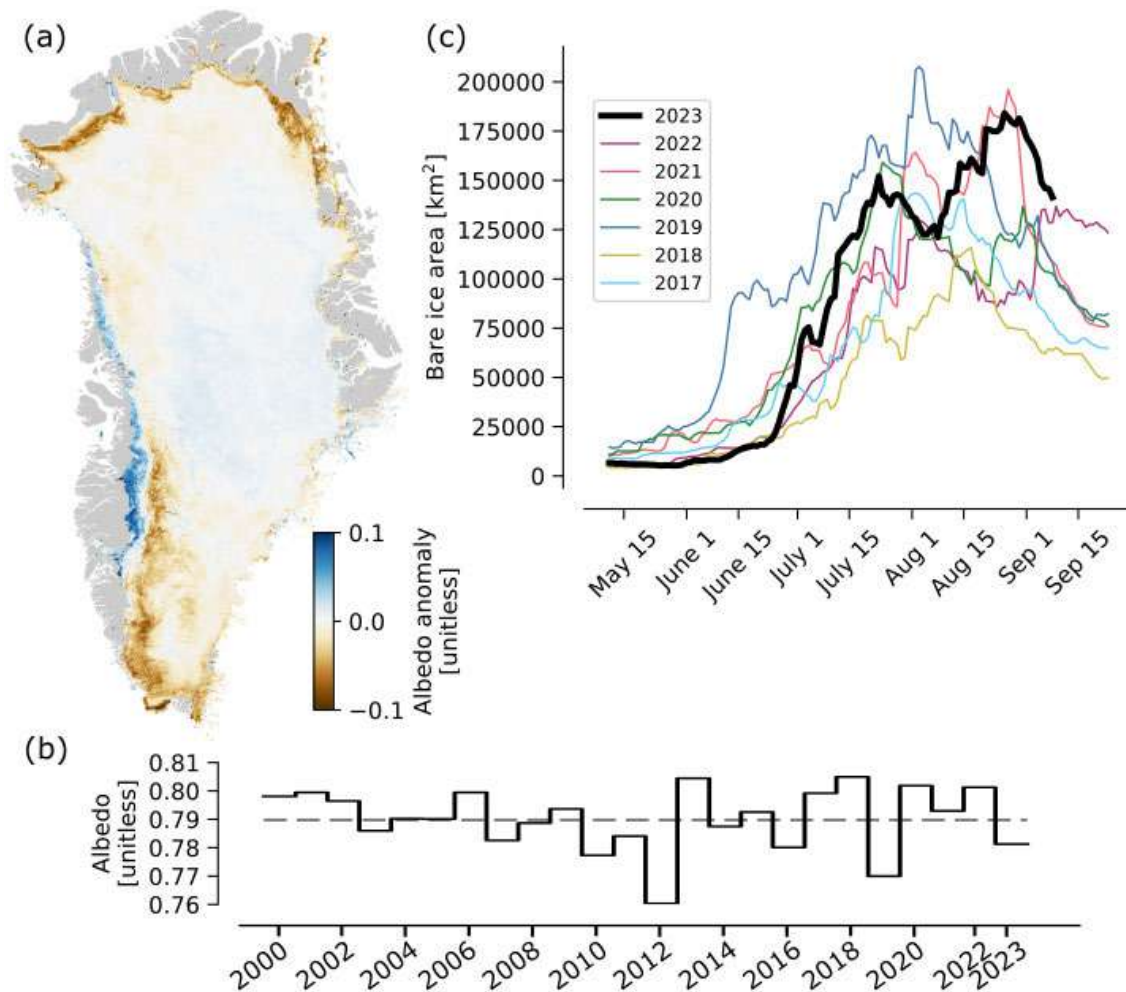 (a)
0.1
0.0
−0.1
Albedo anomaly
[unitless]
(c)
Bare ice area [km²]
200000
175000
150000
125000
100000
75000
50000
25000
0
2023
2022
2021
2020
2019
2018
2017
May 15
June 1
June 15
July 1
July 15
Aug 1
Aug 15
Sep 1
Sep 15
(b)
Albedo
[unitless]
0.81
0.80
0.79
0.78
0.77
0.76
2000
2002
2004
2006
2008
2010
2012
2014
2016
2018
2020
2022
2023